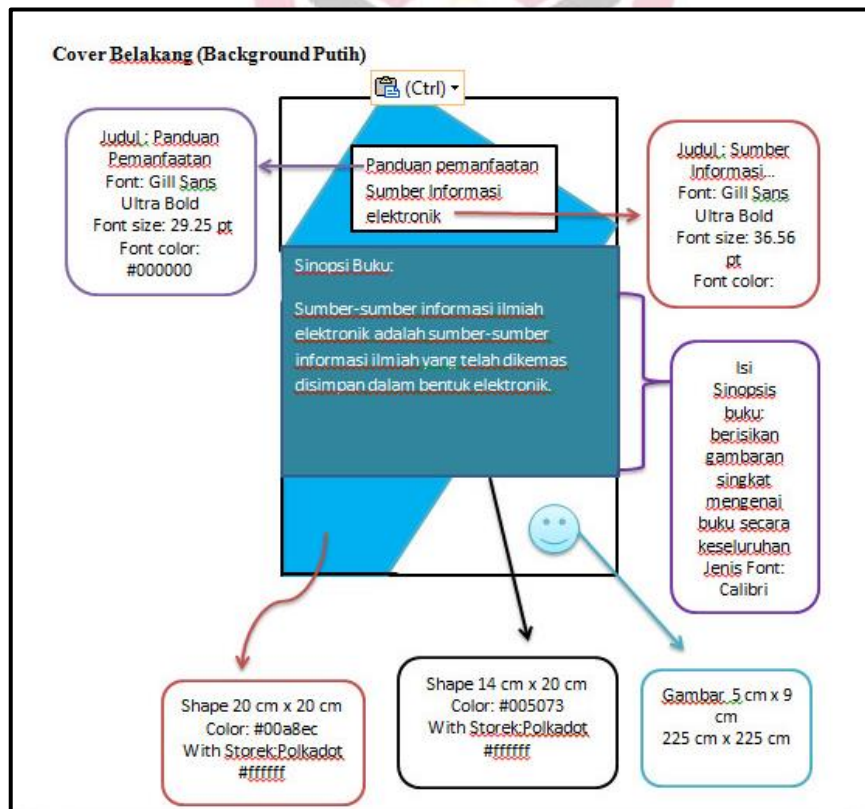 Cover Belakang (Background Putih)
(Ctrl)
Judul : Panduan
Pemanfaatan
Font: Gill Sans
Ultra Bold
Font size: 29.25 pt
Font color:
#000000
Panduan pemanfaatan
Sumber Informasi
elektronik
Judul : Sumber
Informasi...
Font: Gill Sans
Ultra Bold
Font size: 36.56
pt
Font color:
Sinopsi Buku:
Sumber-sumber informasi ilmiah
elektronik adalah sumber-sumber
informasi ilmiah yang telah dikemas
disimpan dalam bentuk elektronik.
Isi
Sinopsis
buku:
berisikan
gambaran
singkat
mengenai
buku secara
keseluruhan
Jenis Font:
Calibri
Shape 20 cm x 20 cm
Color: #00a8ec
With Storek:Polkadot
#ffffff
Shape 14 cm x 20 cm
Color: #005073
With Storek:Polkadot
#ffffff
Gambar 5 cm x 9
cm
225 cm x 225 cm